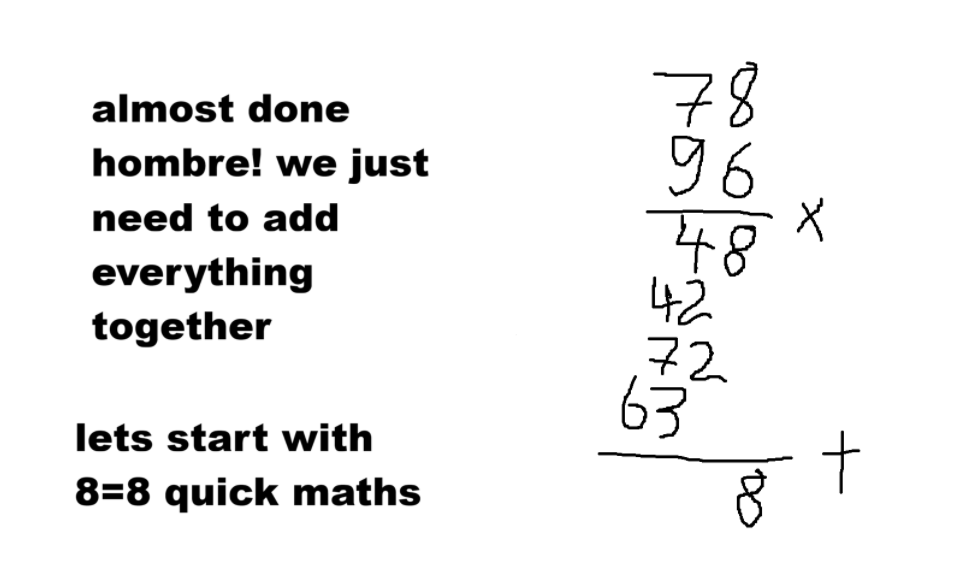 almost done
hombre! we just
need to add
everything
together
lets start with
8=8 quick maths
78
96
x
48
42
72
63
+
8